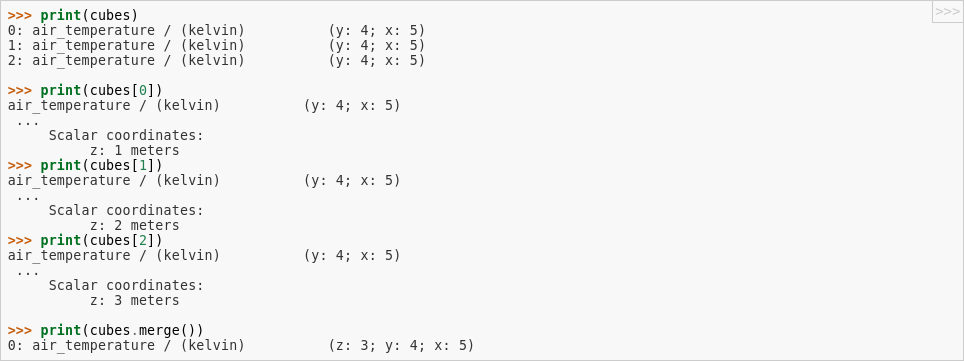 >>>
>>> print(cubes)
0: air_temperature / (kelvin)          (y: 4; x: 5)
1: air_temperature / (kelvin)          (y: 4; x: 5)
2: air_temperature / (kelvin)          (y: 4; x: 5)

>>> print(cubes[0])
air_temperature / (kelvin)          (y: 4; x: 5)
 ...
     Scalar coordinates:
          z: 1 meters
>>> print(cubes[1])
air_temperature / (kelvin)          (y: 4; x: 5)
 ...
     Scalar coordinates:
          z: 2 meters
>>> print(cubes[2])
air_temperature / (kelvin)          (y: 4; x: 5)
 ...
     Scalar coordinates:
          z: 3 meters

>>> print(cubes.merge())
0: air_temperature / (kelvin)          (z: 3; y: 4; x: 5)